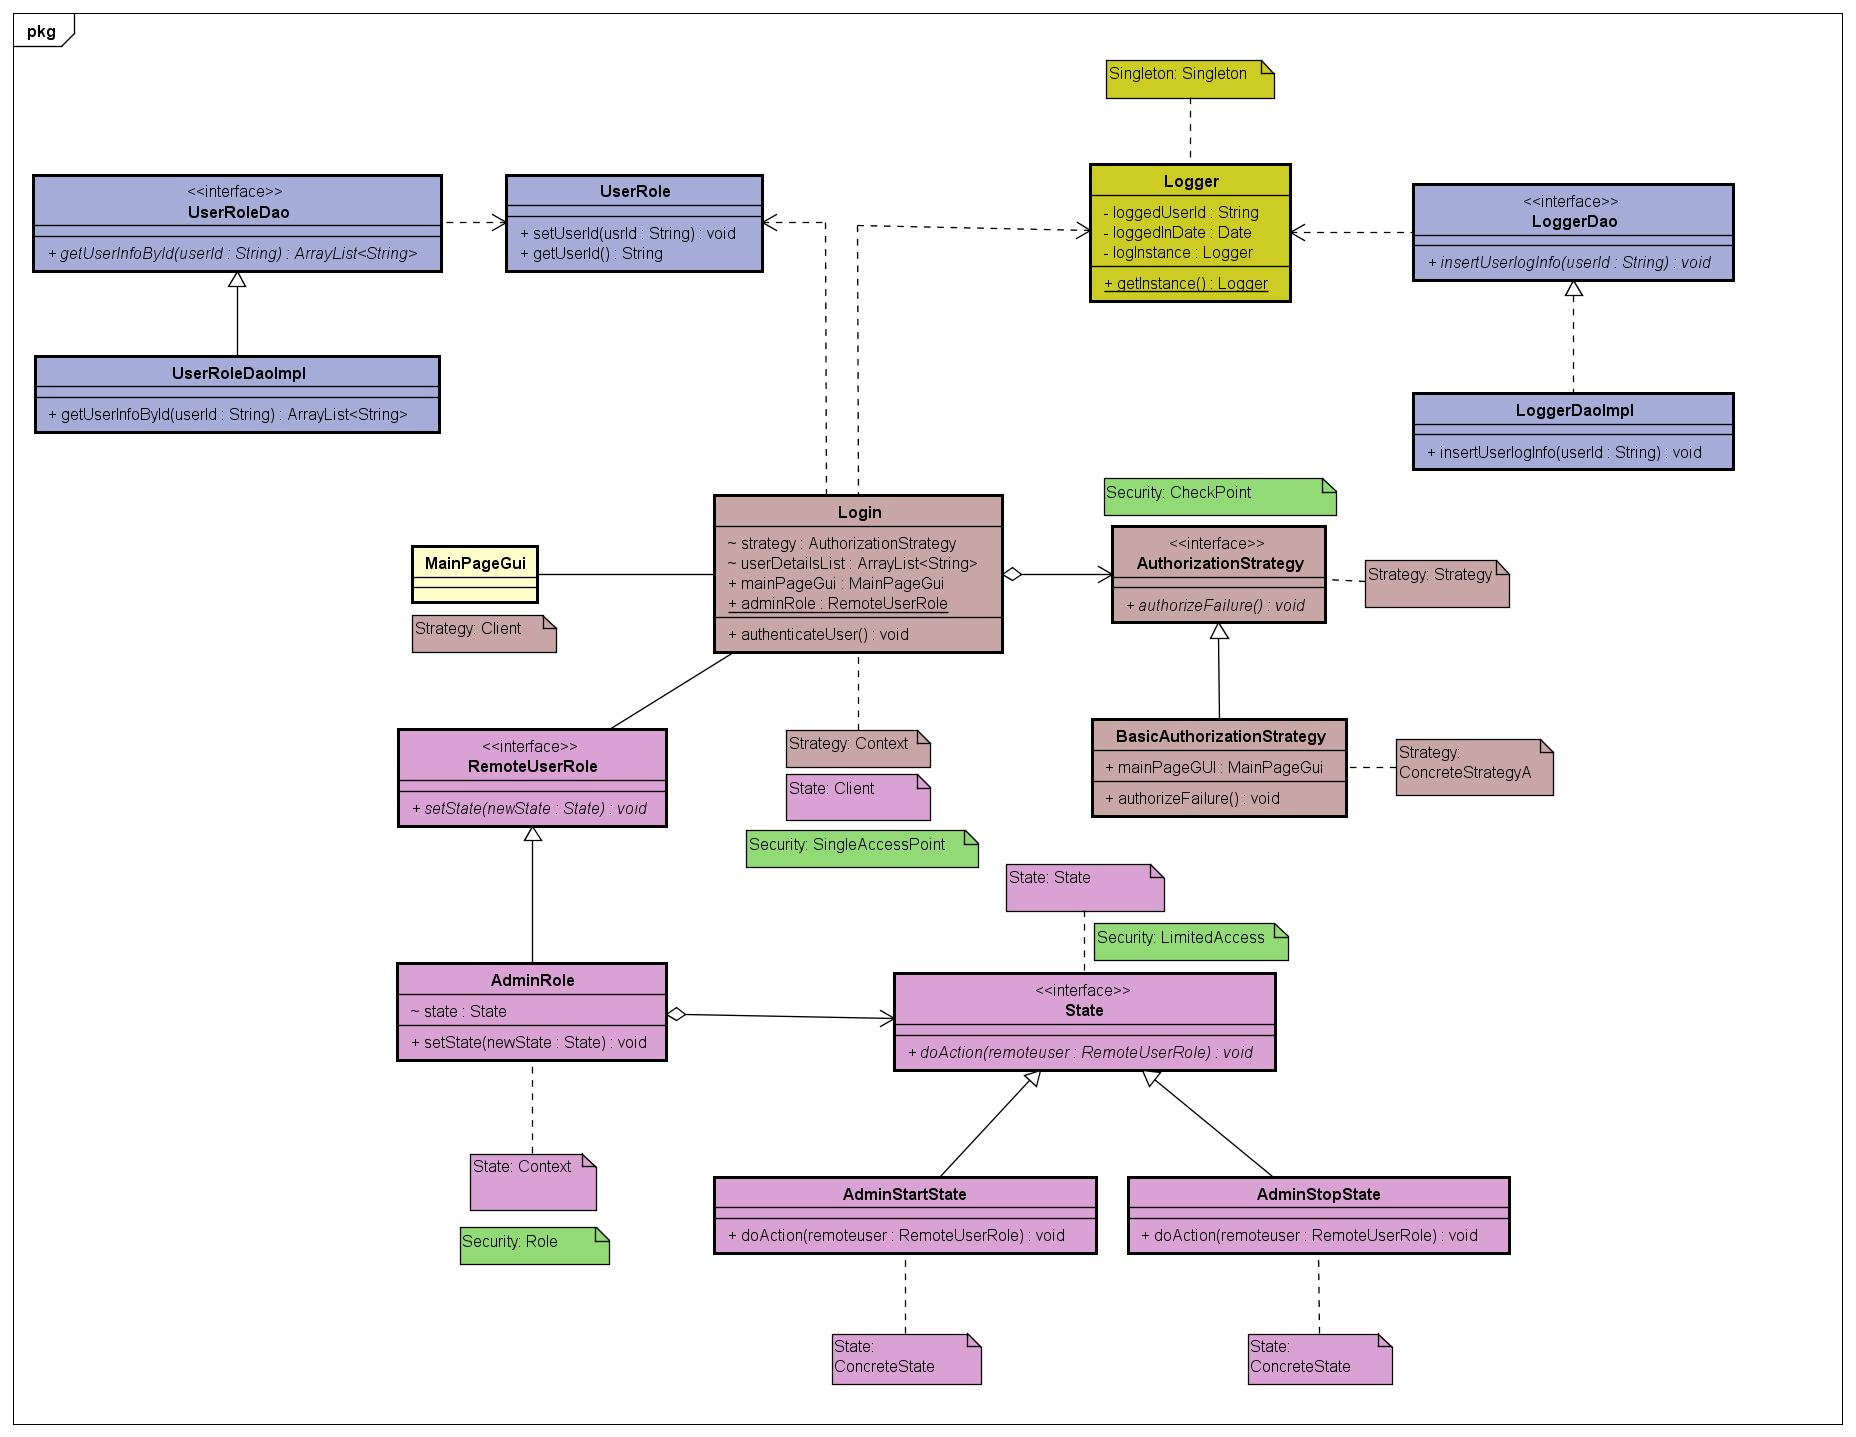 pkg
Singleton: Singleton
<<interface>>
UserRoleDao
+ getUserInfoById(userId : String) : ArrayList<String>
UserRole
+ setUserId(usrId : String) : void
+ getUserId() : String
Logger
- loggedUserId : String
- loggedInDate : Date
- logInstance : Logger
+ getInstance() : Logger
<<interface>>
LoggerDao
+ insertUserlogInfo(userId : String) : void
UserRoleDaoImpl
+ getUserInfoById(userId : String) : ArrayList<String>
LoggerDaoImpl
+ insertUserlogInfo(userId : String) : void
Security: CheckPoint
Login
~ strategy : AuthorizationStrategy
~ userDetailsList : ArrayList<String>
+ mainPageGui : MainPageGui
+ adminRole : RemoteUserRole
+ authenticateUser() : void
MainPageGui
Strategy: Client
<<interface>>
AuthorizationStrategy
+ authorizeFailure() : void
Strategy: Strategy
<<interface>>
RemoteUserRole
+ setState(newState : State) : void
Strategy: Context
State: Client
Security: SingleAccessPoint
BasicAuthorizationStrategy
+ mainPageGUI : MainPageGui
+ authorizeFailure() : void
Strategy:
ConcreteStrategyA
State: State
Security: LimitedAccess
AdminRole
~ state : State
+ setState(newState : State) : void
<<interface>>
State
+ doAction(remoteuser : RemoteUserRole) : void
State: Context
Security: Role
AdminStartState
+ doAction(remoteuser : RemoteUserRole) : void
AdminStopState
+ doAction(remoteuser : RemoteUserRole) : void
State:
ConcreteState
State:
ConcreteState